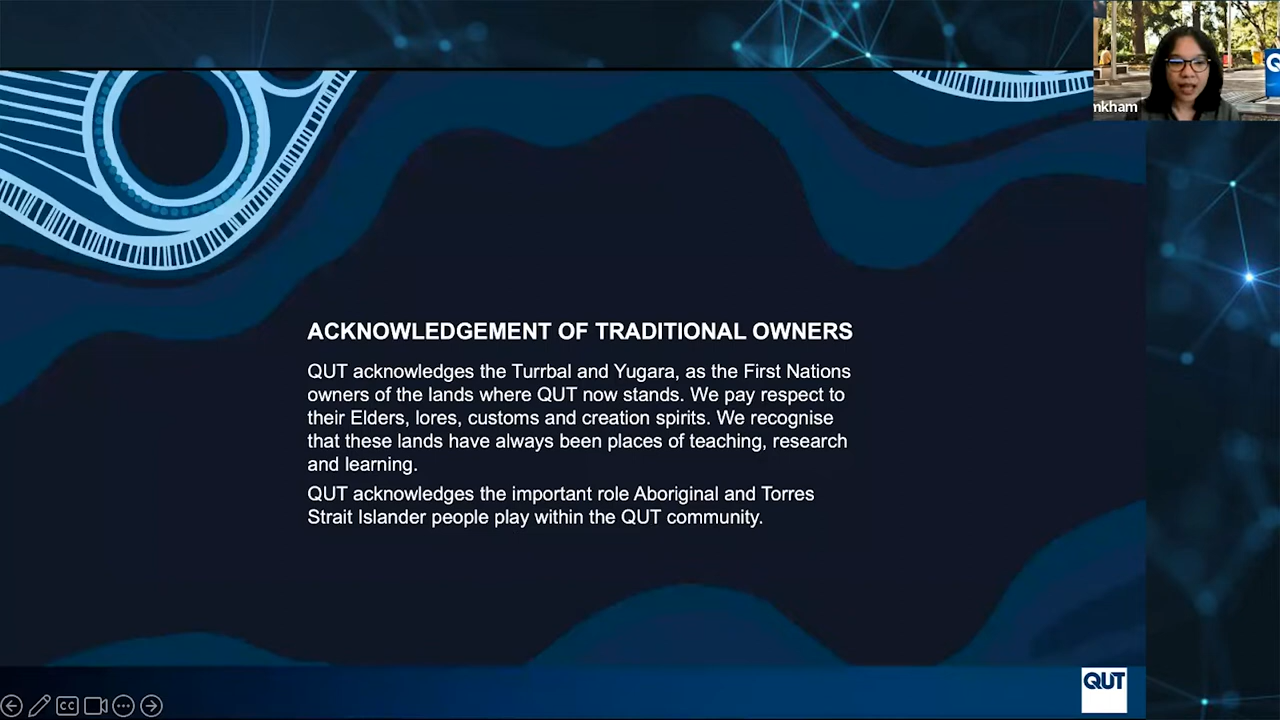 mkham
ACKNOWLEDGEMENT OF TRADITIONAL OWNERS
QUT acknowledges the Turrbal and Yugara, as the First Nations
owners of the lands where QUT now stands. We pay respect to
their Elders, lores, customs and creation spirits. We recognise
that these lands have always been places of teaching, research
and learning.
QUT acknowledges the important role Aboriginal and Torres
Strait Islander people play within the QUT community.
CC
QUT